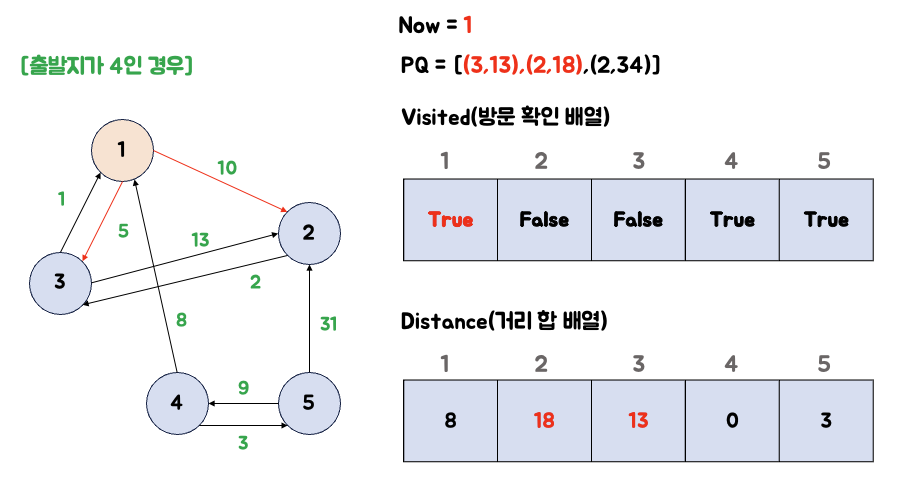 Now = 1
PQ = [(3,13),(2,18),(2,34)]
[출발지가 4인 경우]
Visited(방문 확인 배열)
1 2 3 4 5
True False False True True
Distance(거리 합 배열)
1 2 3 4 5
8 18 13 0 3
1
10
1
5
13
2
3
2
8
31
9
4
5
3